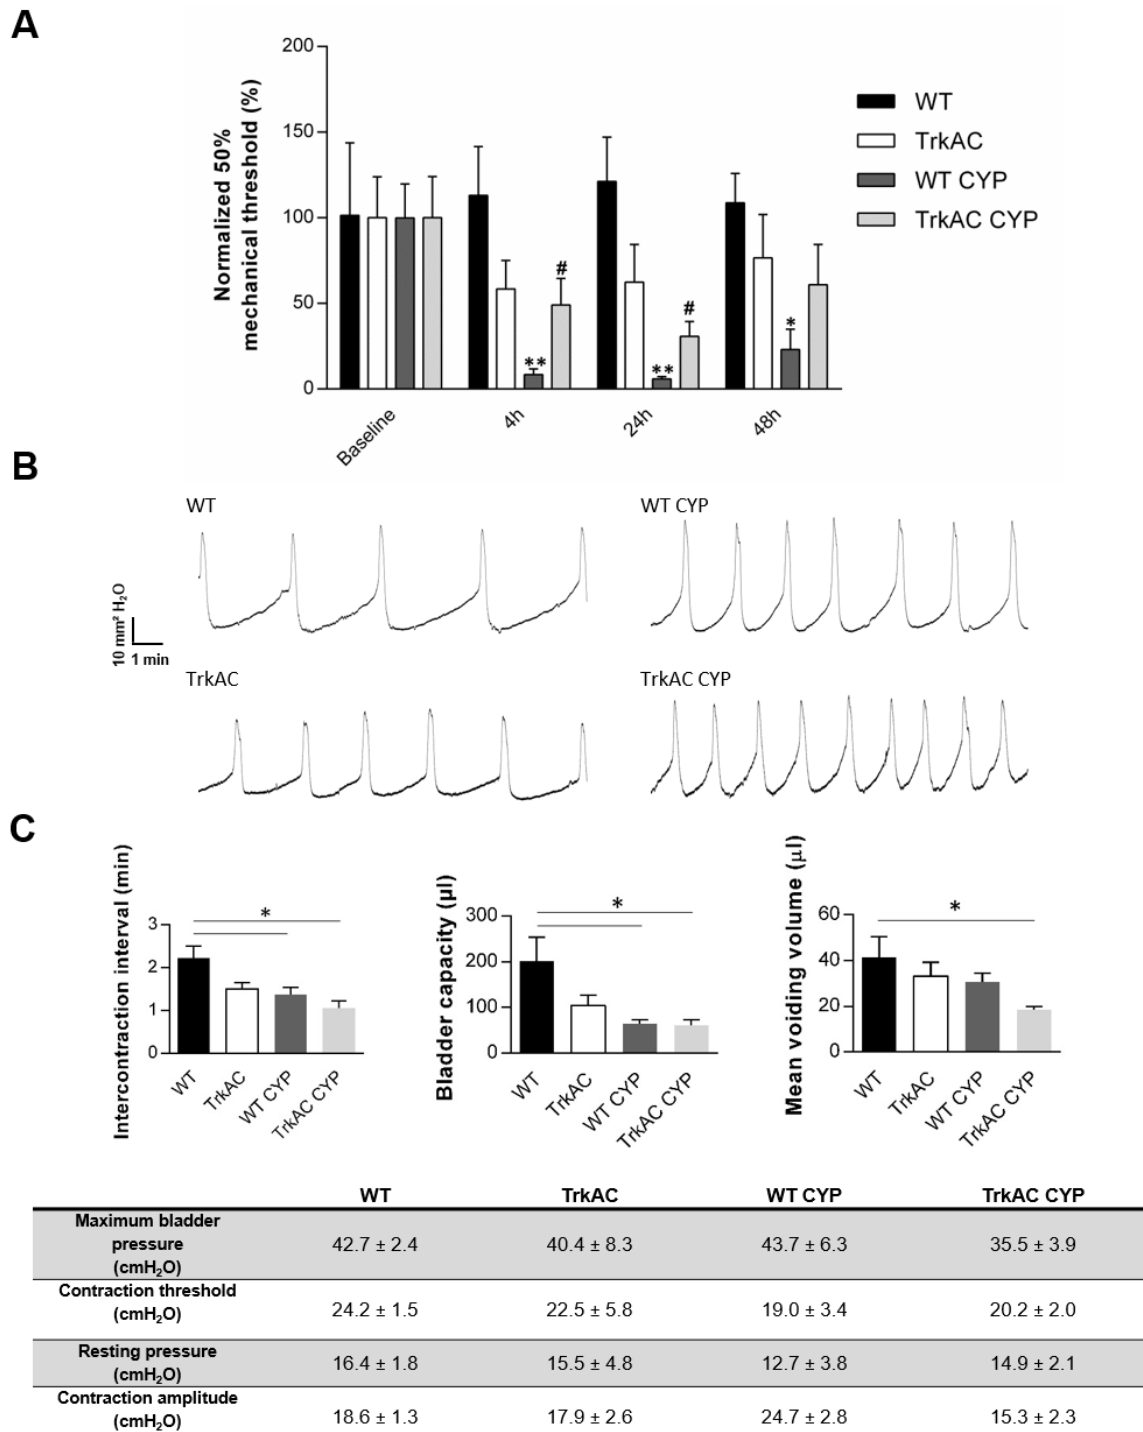 A
200
150
100
50
0
Normalized 50%
mechanical threshold (%)
Baseline
4h
24h
48h
**
#
**
#
*
WT
TrkAC
WT CYP
TrkAC CYP
B
WT
WT CYP
10 mm² H₂O
1 min
TrkAC
TrkAC CYP
C
Intercontraction interval (min)
3
2
1
0
*
WT
TrkAC
WT CYP
TrkAC CYP
Bladder capacity (µl)
300
200
100
0
*
WT
TrkAC
WT CYP
TrkAC CYP
Mean voiding volume (µl)
60
40
20
0
*
WT
TrkAC
WT CYP
TrkAC CYP
WT TrkAC WT CYP TrkAC CYP
Maximum bladder
pressure
(cmH₂O)
42.7 ± 2.4 40.4 ± 8.3 43.7 ± 6.3 35.5 ± 3.9
Contraction threshold
(cmH₂O)
24.2 ± 1.5 22.5 ± 5.8 19.0 ± 3.4 20.2 ± 2.0
Resting pressure
(cmH₂O)
16.4 ± 1.8 15.5 ± 4.8 12.7 ± 3.8 14.9 ± 2.1
Contraction amplitude
(cmH₂O)
18.6 ± 1.3 17.9 ± 2.6 24.7 ± 2.8 15.3 ± 2.3